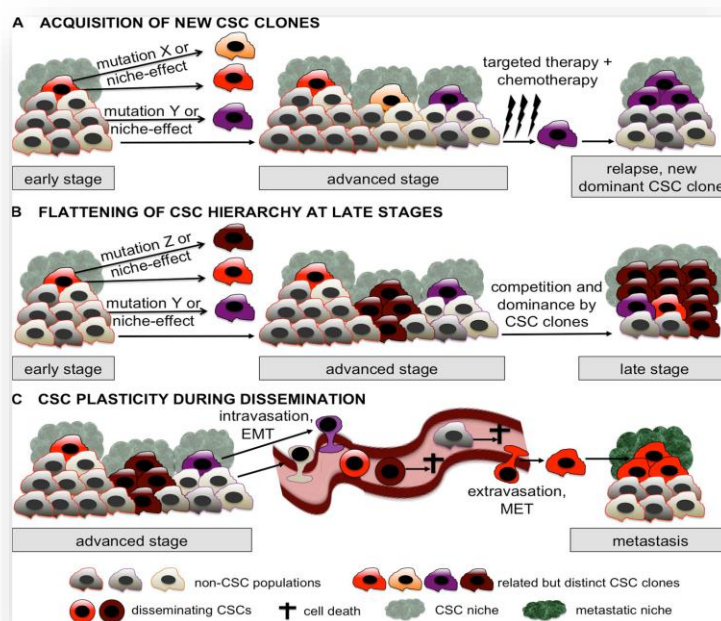 A ACQUISITION OF NEW CSC CLONES
mutation X or
niche-effect
mutation Y or
niche-effect
targeted therapy +
chemotherapy
early stage
advanced stage
relapse, new
dominant CSC clone
B FLATTENING OF CSC HIERARCHY AT LATE STAGES
mutation Z or
niche-effect
mutation Y or
niche-effect
competition and
dominance by
CSC clones
early stage
advanced stage
late stage
C CSC PLASTICITY DURING DISSEMINATION
intravasation,
EMT
extravasation,
MET
advanced stage
metastasis
non-CSC populations
related but distinct CSC clones
disseminating CSCs
cell death
CSC niche
metastatic niche